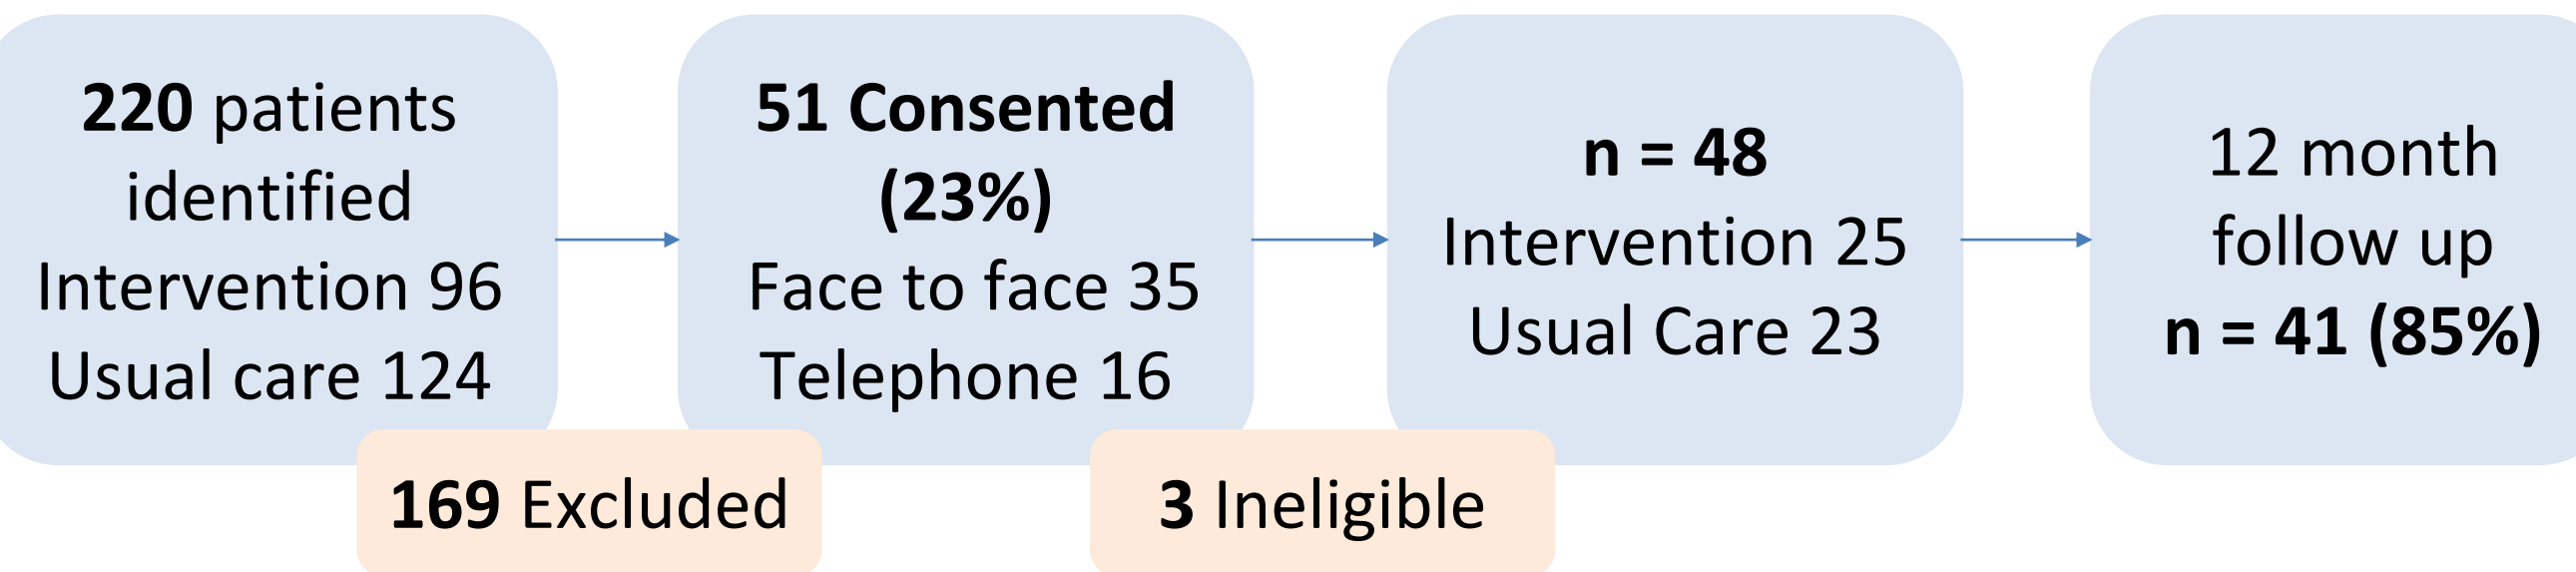 220 patients
identified
Intervention 96
Usual care 124
169 Excluded
51 Consented
(23%)
Face to face 35
Telephone 16
3 Ineligible
n = 48
Intervention 25
Usual Care 23
12 month
follow up
n = 41 (85%)